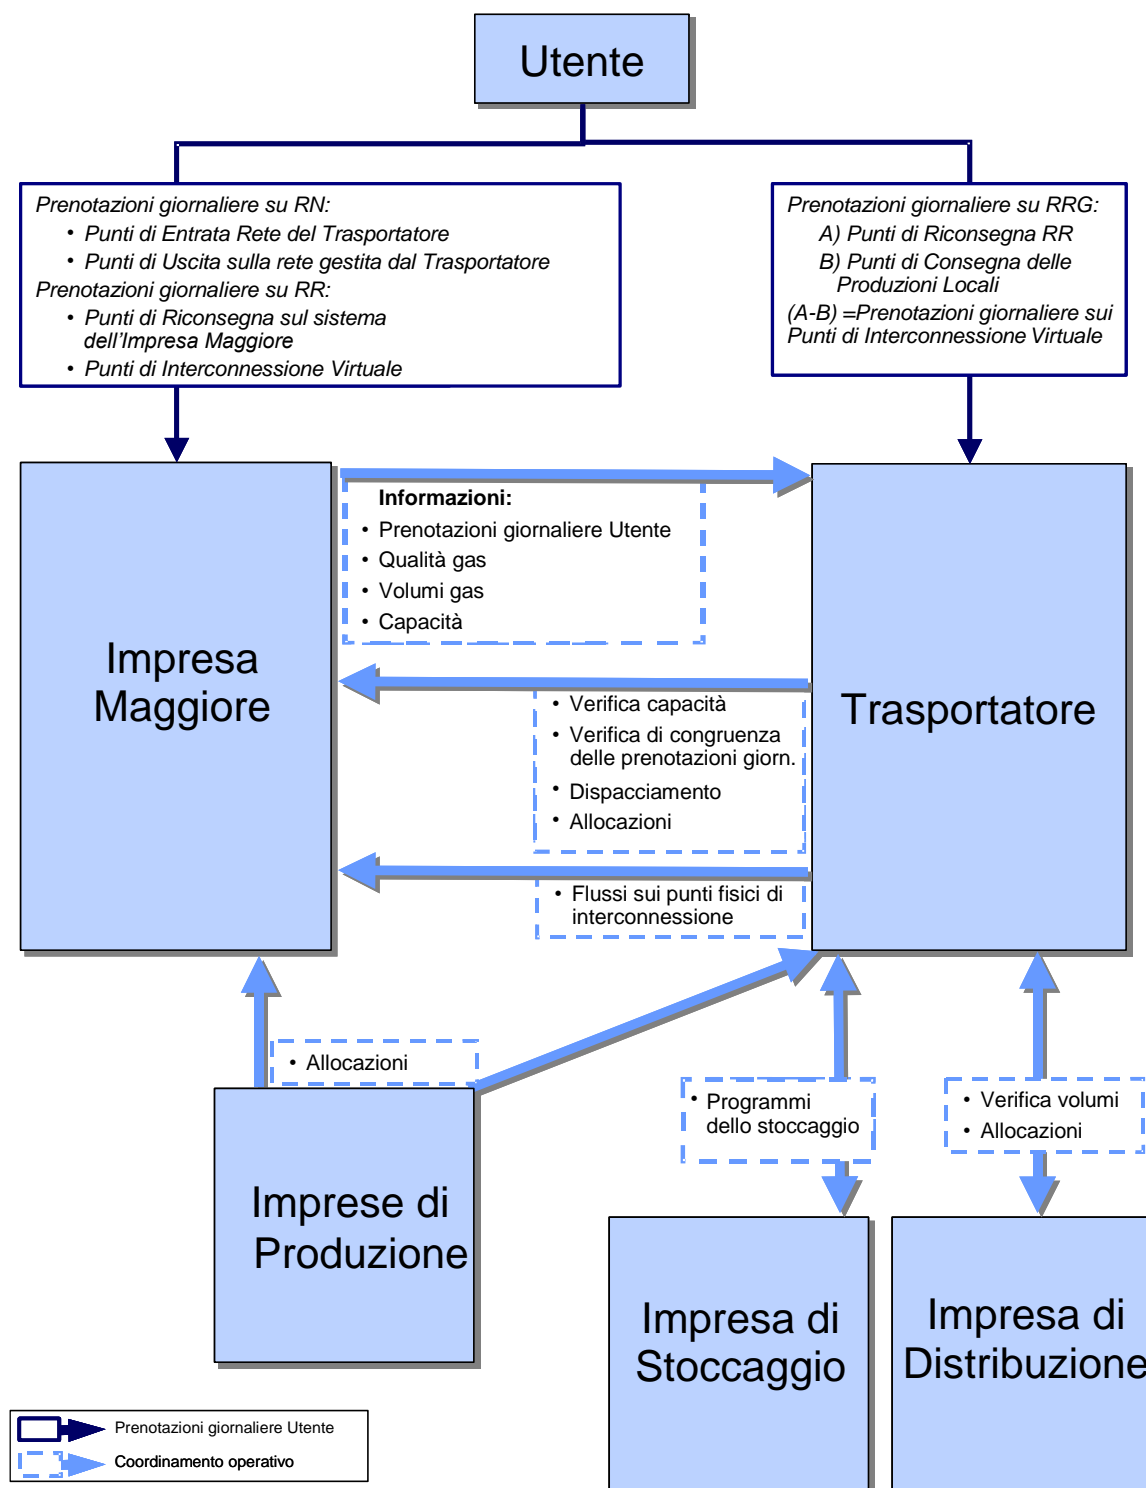 Utente
Prenotazioni giornaliere su RN:
• Punti di Entrata Rete del Trasportatore
• Punti di Uscita sulla rete gestita dal Trasportatore
Prenotazioni giornaliere su RR:
• Punti di Riconsegna sul sistema
dell'Impresa Maggiore
• Punti di Interconnessione Virtuale
Prenotazioni giornaliere su RRG:
A) Punti di Riconsegna RR
B) Punti di Consegna delle
Produzioni Locali
(A-B) =Prenotazioni giornaliere sui
Punti di Interconnessione Virtuale
Impresa
Maggiore
Informazioni:
• Prenotazioni giornaliere Utente
• Qualità gas
• Volumi gas
• Capacità
Trasportatore
• Verifica capacità
• Verifica di congruenza
delle prenotazioni giorn.
• Dispacciamento
• Allocazioni
• Flussi sui punti fisici di
interconnessione
• Allocazioni
• Programmi
dello stoccaggio
• Verifica volumi
• Allocazioni
Imprese di
Produzione
Impresa di
Stoccaggio
Impresa di
Distribuzione
Prenotazioni giornaliere Utente
Coordinamento operativo